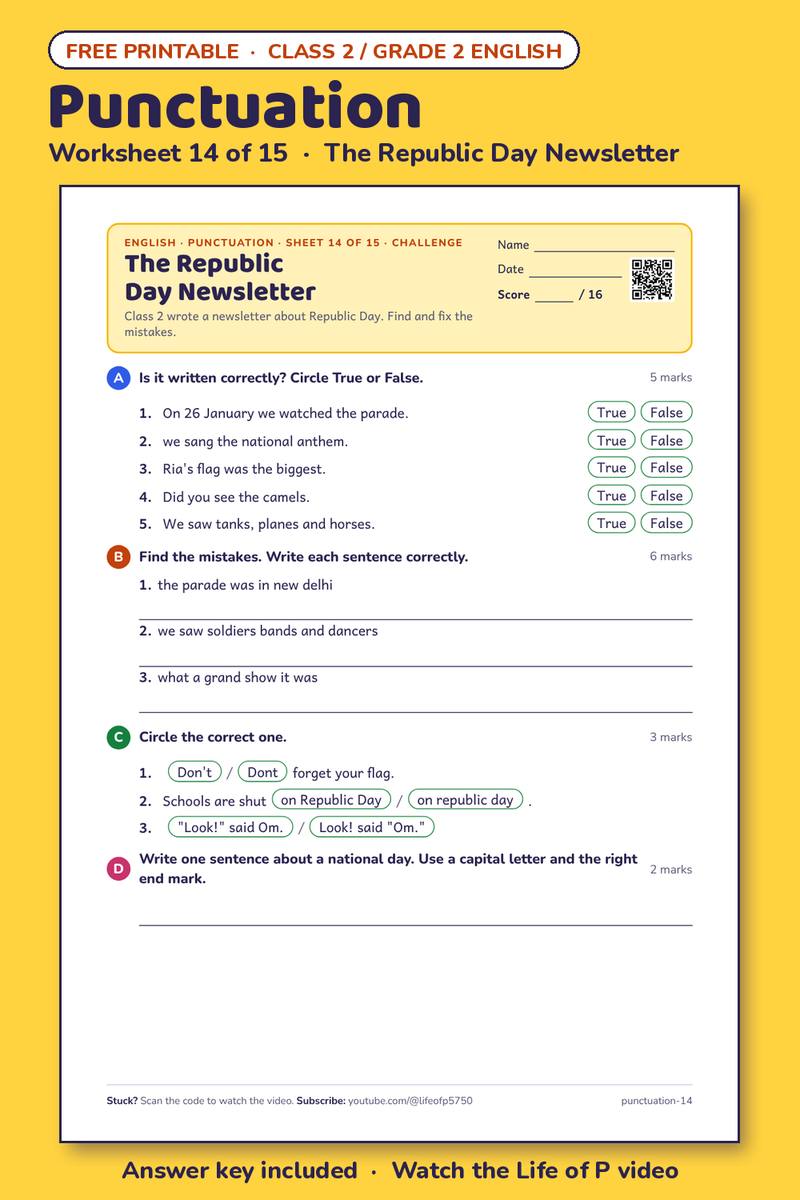 FREE PRINTABLE · CLASS 2 / GRADE 2 ENGLISH
Punctuation
Worksheet 14 of 15 · The Republic Day Newsletter
ENGLISH · PUNCTUATION · SHEET 14 OF 15 · CHALLENGE
The Republic
Day Newsletter
Class 2 wrote a newsletter about Republic Day. Find and fix the
mistakes.
Name
Date
Score / 16
A Is it written correctly? Circle True or False. 5 marks
1. On 26 January we watched the parade. True False
2. we sang the national anthem. True False
3. Ria's flag was the biggest. True False
4. Did you see the camels. True False
5. We saw tanks, planes and horses. True False
B Find the mistakes. Write each sentence correctly. 6 marks
1. the parade was in new delhi
2. we saw soldiers bands and dancers
3. what a grand show it was
C Circle the correct one. 3 marks
1. Don't / Dont forget your flag.
2. Schools are shut on Republic Day / on republic day .
3. "Look!" said Om. / Look! said "Om."
D Write one sentence about a national day. Use a capital letter and the right
end mark. 2 marks
Stuck? Scan the code to watch the video. Subscribe: youtube.com/@lifeofp5750 punctuation-14
Answer key included · Watch the Life of P video